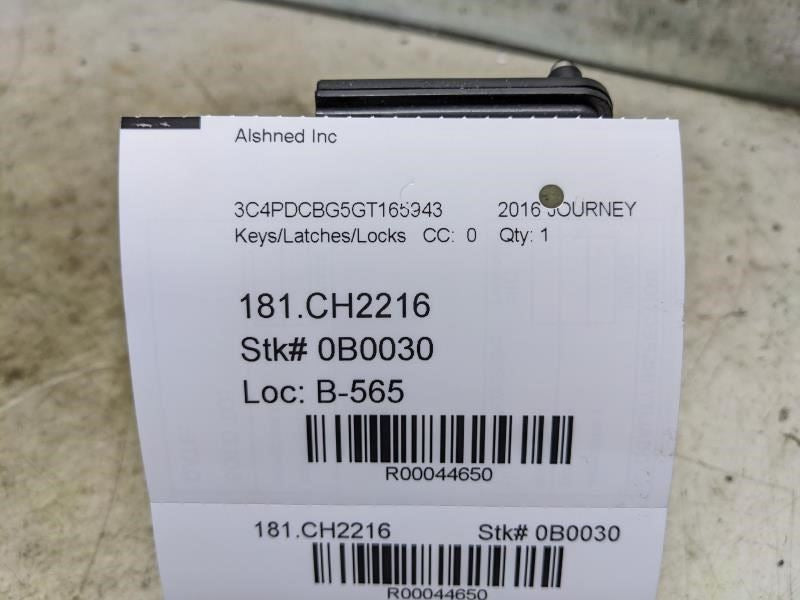 Alshned Inc
3C4PDCBG5GT165943 2016 JOURNEY
Keys/Latches/Locks CC: 0 Qty: 1
181.CH2216
Stk# 0B0030
Loc: B-565
R00044650
181.CH2216 Stk# 0B0030
R00044650